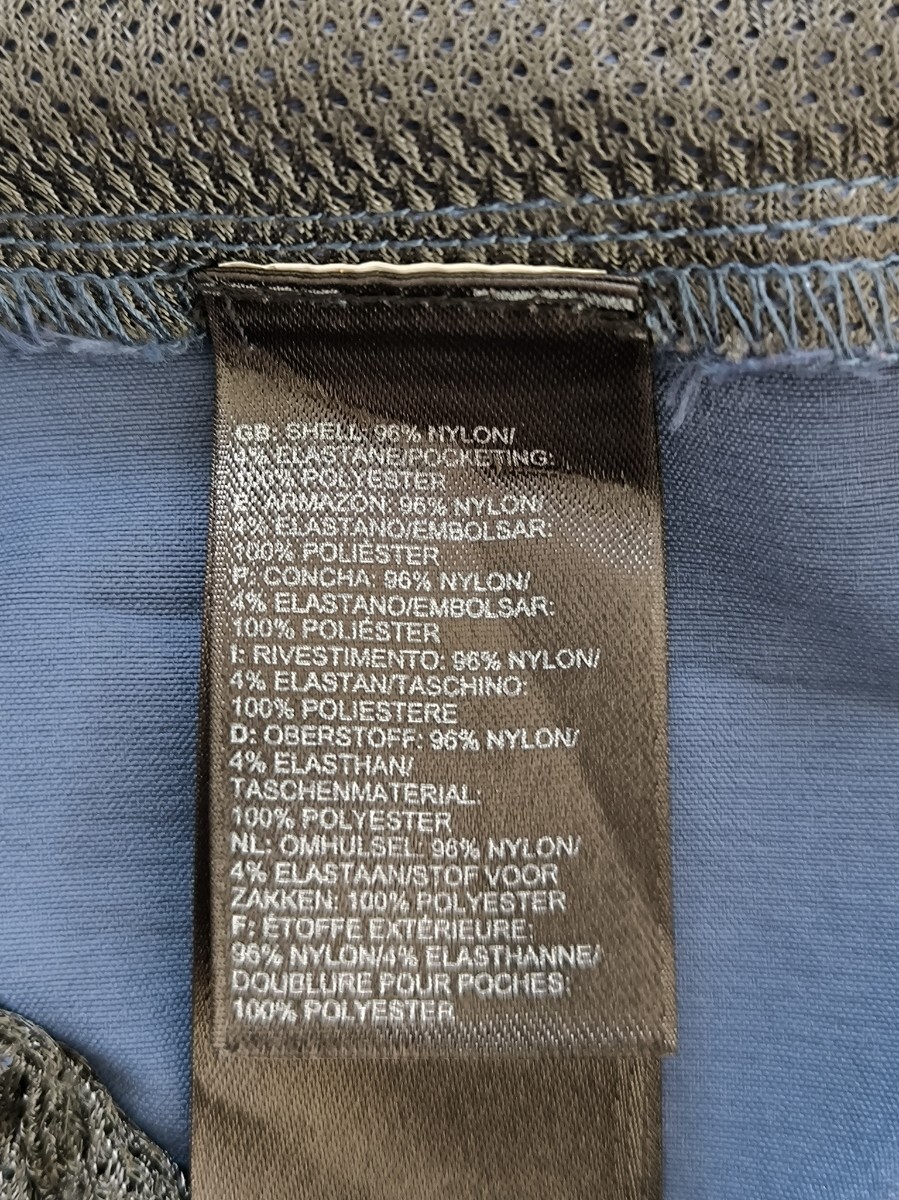 GB: SHELL: 96% NYLON/
4% ELASTANE/POCKETING:
100% POLYESTER
E: ARMAZÓN: 96% NYLON/
4% ELASTANO/EMBOLSAR:
100% POLIÉSTER
P: CONCHA: 96% NYLON/
4% ELASTANO/EMBOLSAR:
100% POLIÉSTER
I: RIVESTIMENTO: 96% NYLON/
4% ELASTAN/TASCHINO:
100% POLIESTERE
D: OBERSTOFF: 96% NYLON/
4% ELASTHAN/
TASCHENMATERIAL:
100% POLYESTER
NL: OMHULSEL: 96% NYLON/
4% ELASTAAN/STOF VOOR
ZAKKEN: 100% POLYESTER
F: ÉTOFFE EXTÉRIEURE:
96% NYLON/4% ELASTHANNE/
DOUBLURE POUR POCHES:
100% POLYESTER